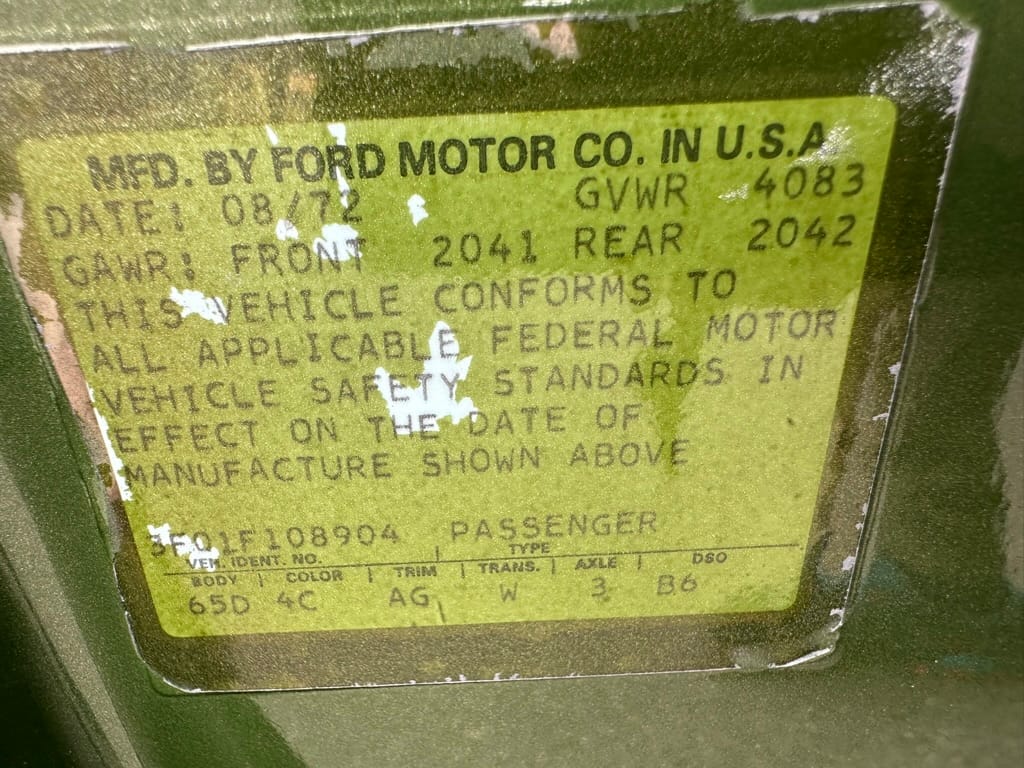 MFD. BY FORD MOTOR CO. IN U.S.A.
DATE: 08/72 GVWR 4083
GAWR: FRONT 2041 REAR 2042
THIS VEHICLE CONFORMS TO
ALL APPLICABLE FEDERAL MOTOR
VEHICLE SAFETY STANDARDS IN
EFFECT ON THE DATE OF
MANUFACTURE SHOWN ABOVE
3F01F108904 PASSENGER
VEH. IDENT. NO. TYPE
BODY | COLOR | TRIM | TRANS. | AXLE | DSO
65D 4C AG W 3 B6